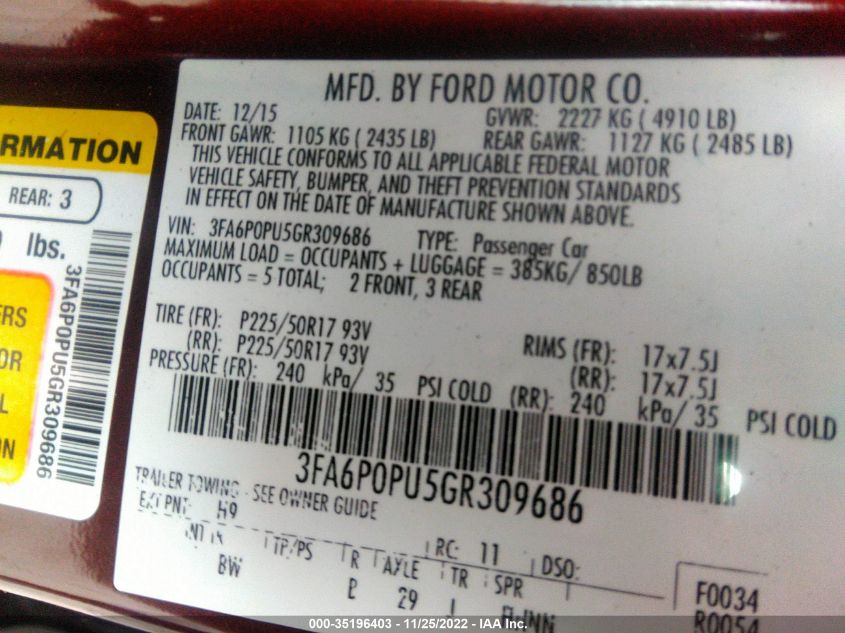 MFD. BY FORD MOTOR CO.
DATE: 12/15 GVWR: 2227 KG ( 4910 LB)
FRONT GAWR: 1105 KG ( 2435 LB) REAR GAWR: 1127 KG ( 2485 LB)
THIS VEHICLE CONFORMS TO ALL APPLICABLE FEDERAL MOTOR
VEHICLE SAFETY, BUMPER, AND THEFT PREVENTION STANDARDS
IN EFFECT ON THE DATE OF MANUFACTURE SHOWN ABOVE.
VIN: 3FA6P0PU5GR309686 TYPE: Passenger Car
MAXIMUM LOAD = OCCUPANTS + LUGGAGE = 385KG/ 850LB
OCCUPANTS = 5 TOTAL; 2 FRONT, 3 REAR
TIRE (FR): P225/50R17 93V RIMS (FR): 17x7.5J
(RR): P225/50R17 93V (RR): 17x7.5J
PRESSURE (FR): 240 kPa/ 35 PSI COLD (RR): 240 kPa/ 35 PSI COLD
3FA6P0PU5GR309686
TRAILER TOWING - SEE OWNER GUIDE
EXT PNT: RC: 11 DSO:
TP/PS R AXLE TR SPR
BW 29
F0034
R0054
RMATION
REAR: 3
lbs.
3FA6P0PU5GR309686
ERS
OR
L
ON
000-35196403 - 11/25/2022 - IAA Inc.